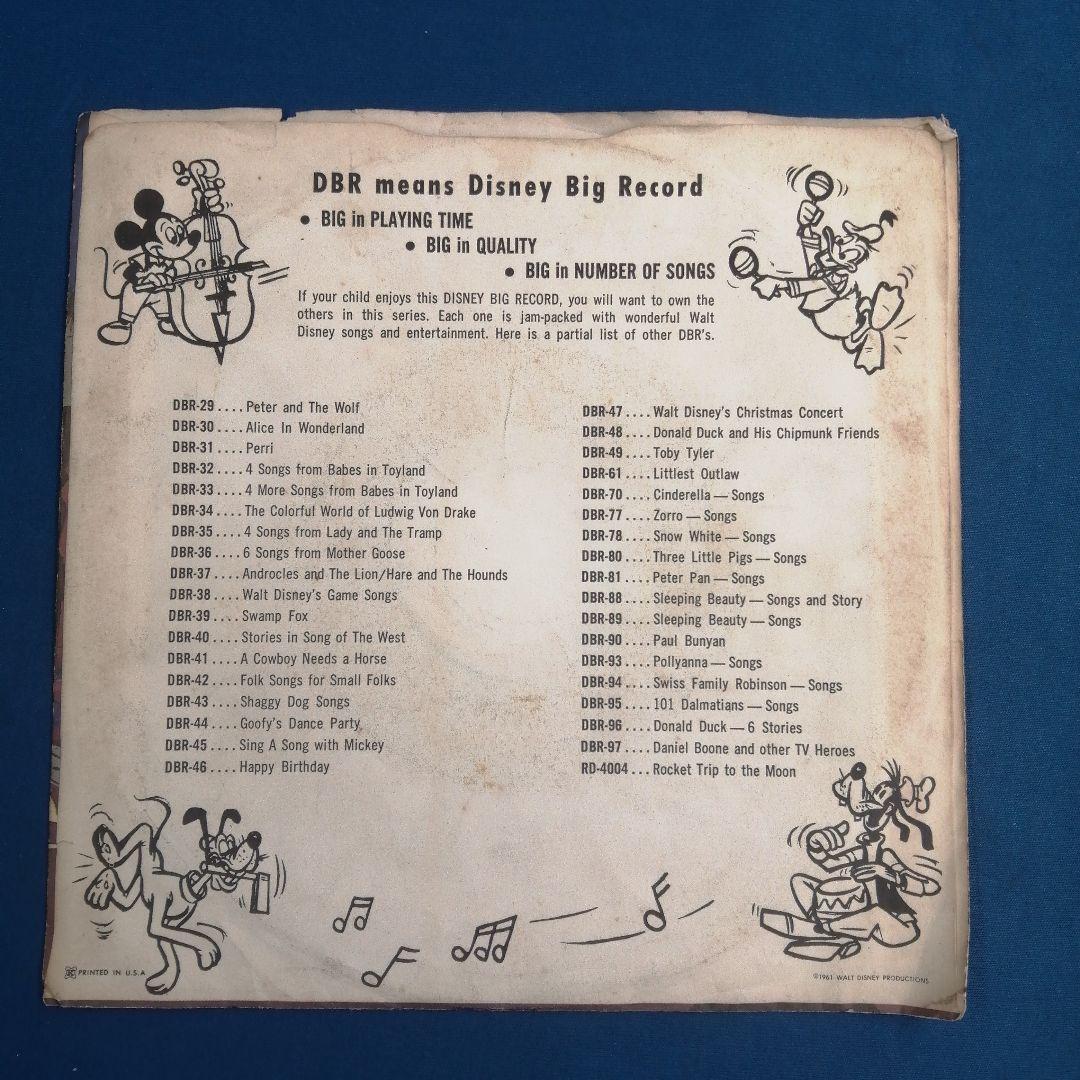 DBR means Disney Big Record
• BIG in PLAYING TIME
• BIG in QUALITY
• BIG in NUMBER OF SONGS
If your child enjoys this DISNEY BIG RECORD, you will want to own the
others in this series. Each one is jam-packed with wonderful Walt
Disney songs and entertainment. Here is a partial list of other DBR's.
DBR-29....Peter and The Wolf
DBR-30....Alice In Wonderland
DBR-31....Perri
DBR-32....4 Songs from Babes in Toyland
DBR-33....4 More Songs from Babes in Toyland
DBR-34....The Colorful World of Ludwig Von Drake
DBR-35....4 Songs from Lady and The Tramp
DBR-36....6 Songs from Mother Goose
DBR-37....Androcles and The Lion/Hare and The Hounds
DBR-38....Walt Disney's Game Songs
DBR-39....Swamp Fox
DBR-40....Stories in Song of The West
DBR-41....A Cowboy Needs a Horse
DBR-42....Folk Songs for Small Folks
DBR-43....Shaggy Dog Songs
DBR-44....Goofy's Dance Party
DBR-45....Sing A Song with Mickey
DBR-46....Happy Birthday
DBR-47....Walt Disney's Christmas Concert
DBR-48....Donald Duck and His Chipmunk Friends
DBR-49....Toby Tyler
DBR-61....Littlest Outlaw
DBR-70....Cinderella — Songs
DBR-77....Zorro — Songs
DBR-78....Snow White — Songs
DBR-80....Three Little Pigs — Songs
DBR-81....Peter Pan — Songs
DBR-88....Sleeping Beauty — Songs and Story
DBR-89....Sleeping Beauty — Songs
DBR-90....Paul Bunyan
DBR-93....Pollyanna — Songs
DBR-94....Swiss Family Robinson — Songs
DBR-95....101 Dalmatians — Songs
DBR-96....Donald Duck — 6 Stories
DBR-97....Daniel Boone and other TV Heroes
RD-4004...Rocket Trip to the Moon
PRINTED IN U.S.A
©1961 WALT DISNEY PRODUCTIONS